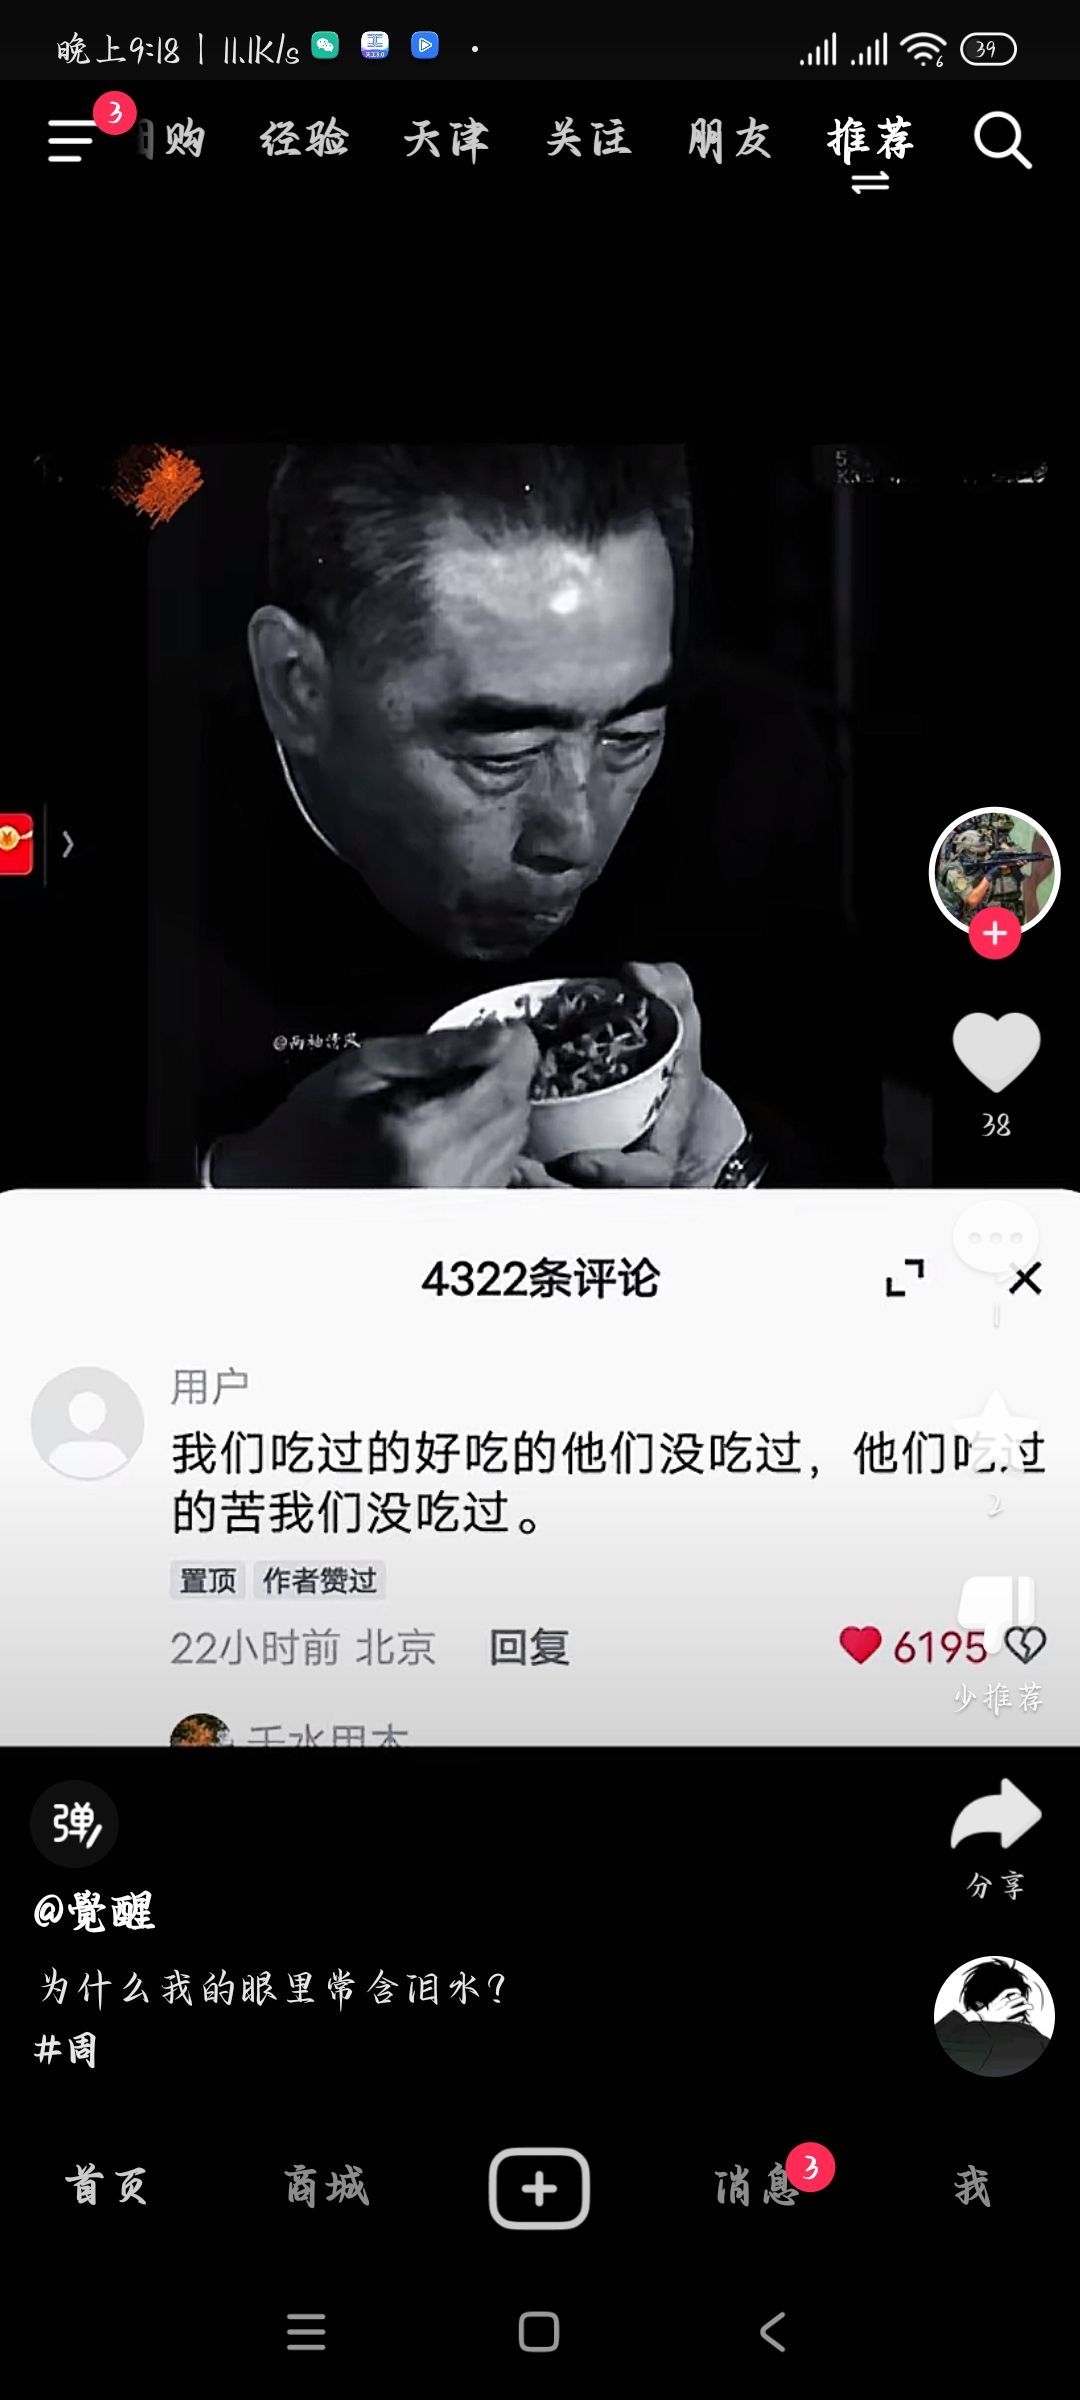 晚上9:18 | 11.1K/s
39
3
购 经验 天津 关注 朋友 推荐
@两袖清风
38
4322条评论
1
用户
我们吃过的好吃的他们没吃过，他们吃过
的苦我们没吃过。
2
置顶 作者赞过
22小时前 北京 回复 6195
少推荐
弹
分享
@覺醒
为什么我的眼里常含泪水？
#周
首页 商城 消息 3 我